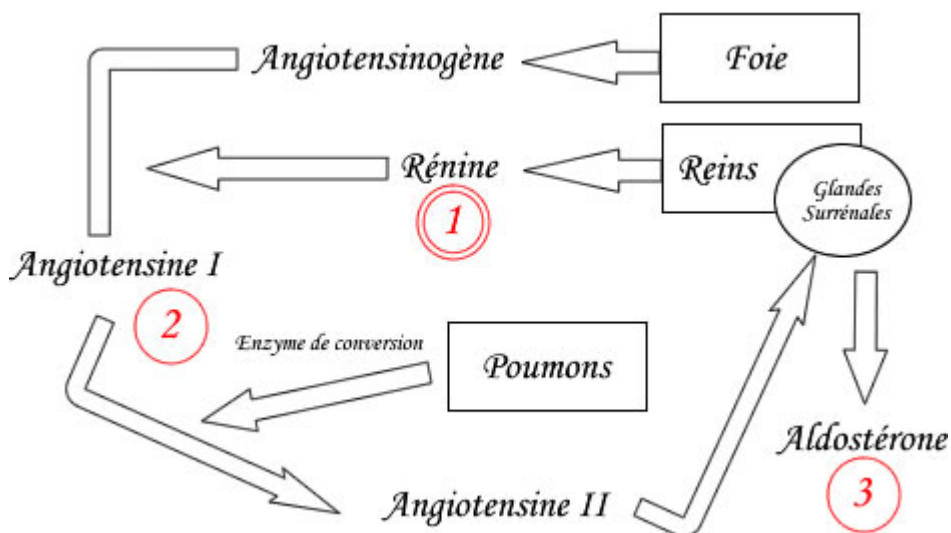 Angiotensinogène
Foie
Rénine
Reins
Glandes
Surrénales
1
Angiotensine I
2
Enzyme de conversion
Poumons
Aldostérone
3
Angiotensine II